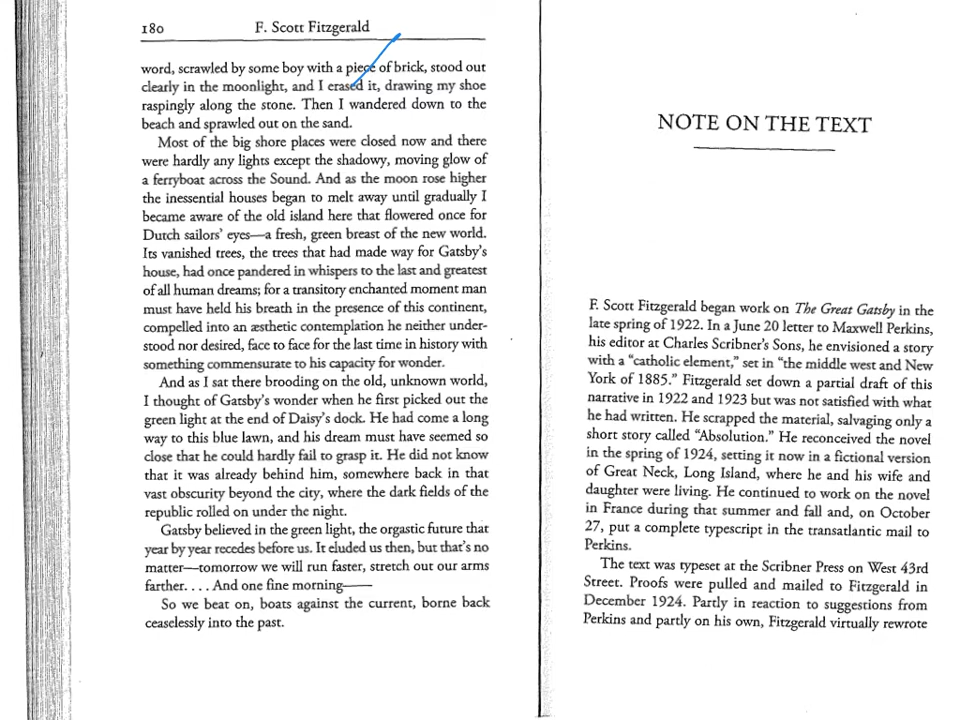 180 F. Scott Fitzgerald
word, scrawled by some boy with a piece of brick, stood out
clearly in the moonlight, and I erased it, drawing my shoe
raspingly along the stone. Then I wandered down to the
beach and sprawled out on the sand.
Most of the big shore places were closed now and there
were hardly any lights except the shadowy, moving glow of
a ferryboat across the Sound. And as the moon rose higher
the inessential houses began to melt away until gradually I
became aware of the old island here that flowered once for
Dutch sailors' eyes—a fresh, green breast of the new world.
Its vanished trees, the trees that had made way for Gatsby's
house, had once pandered in whispers to the last and greatest
of all human dreams; for a transitory enchanted moment man
must have held his breath in the presence of this continent,
compelled into an æsthetic contemplation he neither under-
stood nor desired, face to face for the last time in history with
something commensurate to his capacity for wonder.
And as I sat there brooding on the old, unknown world,
I thought of Gatsby's wonder when he first picked out the
green light at the end of Daisy's dock. He had come a long
way to this blue lawn, and his dream must have seemed so
close that he could hardly fail to grasp it. He did not know
that it was already behind him, somewhere back in that
vast obscurity beyond the city, where the dark fields of the
republic rolled on under the night.
Gatsby believed in the green light, the orgastic future that
year by year recedes before us. It eluded us then, but that's no
matter—tomorrow we will run faster, stretch out our arms
farther. . . . And one fine morning——
So we beat on, boats against the current, borne back
ceaselessly into the past.
NOTE ON THE TEXT
F. Scott Fitzgerald began work on The Great Gatsby in the
late spring of 1922. In a June 20 letter to Maxwell Perkins,
his editor at Charles Scribner's Sons, he envisioned a story
with a "catholic element," set in "the middle west and New
York of 1885." Fitzgerald set down a partial draft of this
narrative in 1922 and 1923 but was not satisfied with what
he had written. He scrapped the material, salvaging only a
short story called "Absolution." He reconceived the novel
in the spring of 1924, setting it now in a fictional version
of Great Neck, Long Island, where he and his wife and
daughter were living. He continued to work on the novel
in France during that summer and fall and, on October
27, put a complete typescript in the transatlantic mail to
Perkins.
The text was typeset at the Scribner Press on West 43rd
Street. Proofs were pulled and mailed to Fitzgerald in
December 1924. Partly in reaction to suggestions from
Perkins and partly on his own, Fitzgerald virtually rewrote